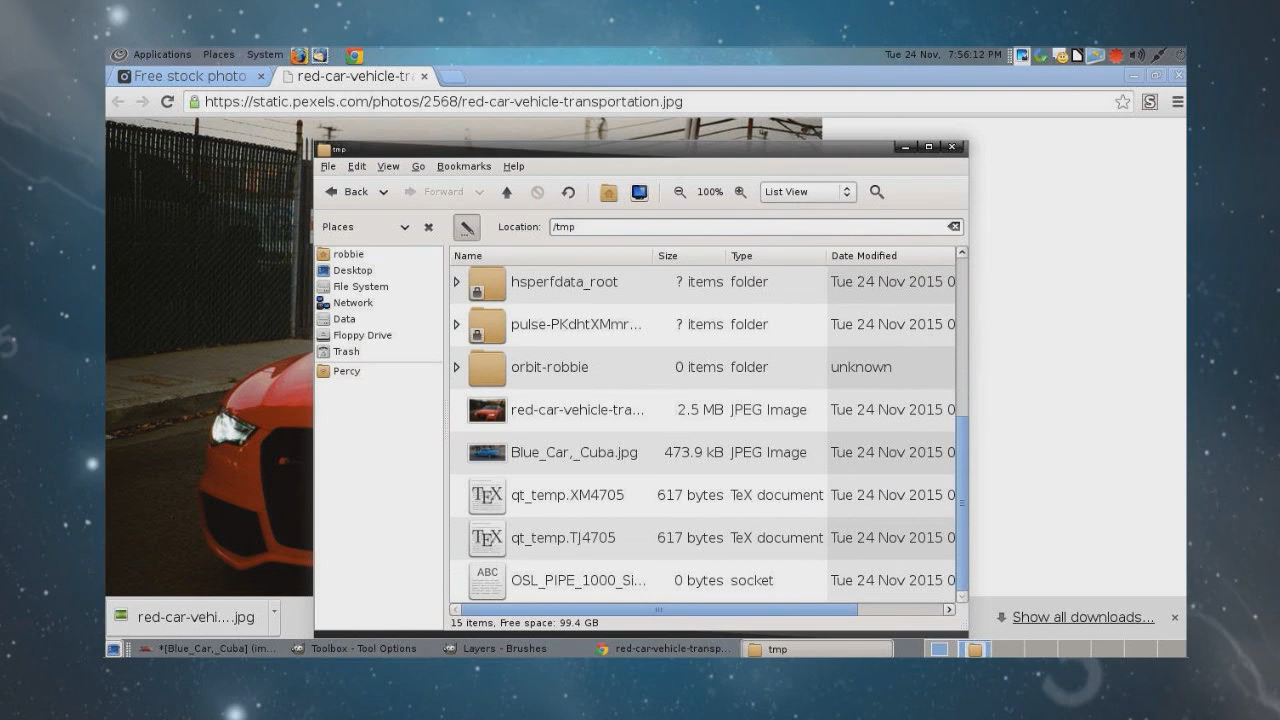 Applications Places System Tue 24 Nov, 7:56:12 PM
Free stock photo × red-car-vehicle-tra ×
https://static.pexels.com/photos/2568/red-car-vehicle-transportation.jpg
tmp
File Edit View Go Bookmarks Help
Back Forward 100% List View
Places Location: /tmp
Name Size Type Date Modified
robbie
Desktop
File System
Network
Data
Floppy Drive
Trash
Percy
hsperfdata_root ? items folder Tue 24 Nov 2015 0
pulse-PKdhtXMmr... ? items folder Tue 24 Nov 2015 0
orbit-robbie 0 items folder unknown
red-car-vehicle-tra... 2.5 MB JPEG Image Tue 24 Nov 2015 0
Blue_Car,_Cuba.jpg 473.9 kB JPEG Image Tue 24 Nov 2015 0
TEX qt_temp.XM4705 617 bytes TeX document Tue 24 Nov 2015 0
TEX qt_temp.TJ4705 617 bytes TeX document Tue 24 Nov 2015 0
ABC OSL_PIPE_1000_Si... 0 bytes socket Tue 24 Nov 2015 0
15 items, Free space: 99.4 GB
red-car-vehi....jpg Show all downloads...
*[Blue_Car,_Cuba] (im... Toolbox - Tool Options Layers - Brushes red-car-vehicle-transp... tmp